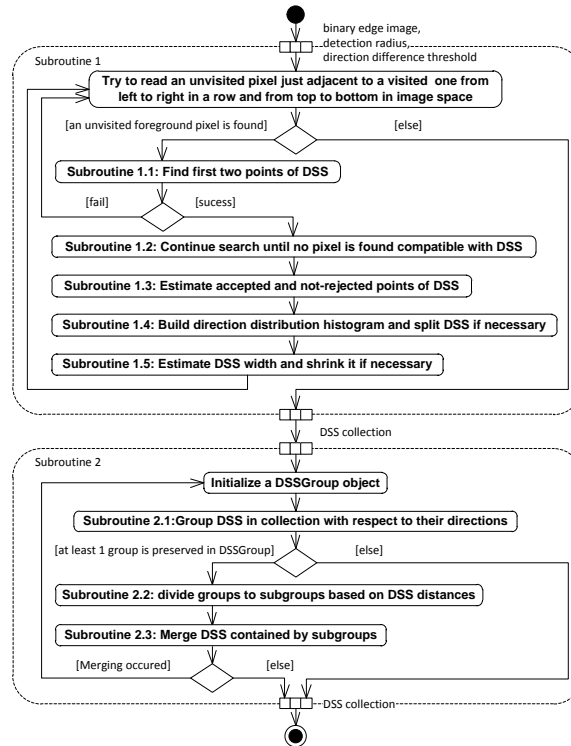 binary edge image,
detection radius,
direction difference threshold
Subroutine 1
Try to read an unvisited pixel just adjacent to a visited one from
left to right in a row and from top to bottom in image space
[an unvisited foreground pixel is found]
[else]
Subroutine 1.1: Find first two points of DSS
[fail]
[sucess]
Subroutine 1.2: Continue search until no pixel is found compatible with DSS
Subroutine 1.3: Estimate accepted and not-rejected points of DSS
Subroutine 1.4: Build direction distribution histogram and split DSS if necessary
Subroutine 1.5: Estimate DSS width and shrink it if necessary
DSS collection
Subroutine 2
Initialize a DSSGroup object
Subroutine 2.1:Group DSS in collection with respect to their directions
[at least 1 group is preserved in DSSGroup]
[else]
Subroutine 2.2: divide groups to subgroups based on DSS distances
Subroutine 2.3: Merge DSS contained by subgroups
[Merging occured]
[else]
DSS collection